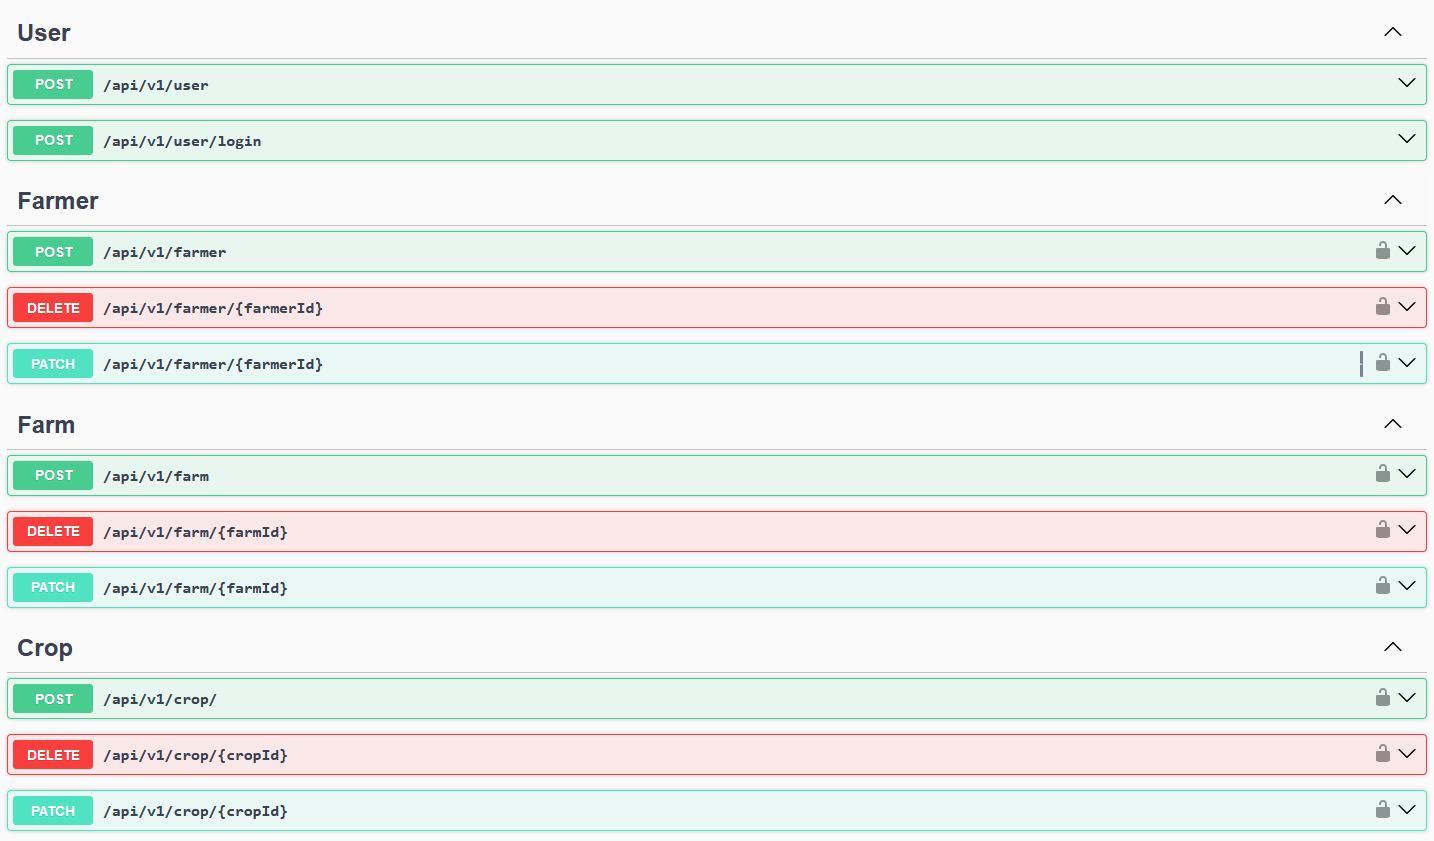 User
POST /api/v1/user
POST /api/v1/user/login
Farmer
POST /api/v1/farmer
DELETE /api/v1/farmer/{farmerId}
PATCH /api/v1/farmer/{farmerId}
Farm
POST /api/v1/farm
DELETE /api/v1/farm/{farmId}
PATCH /api/v1/farm/{farmId}
Crop
POST /api/v1/crop/
DELETE /api/v1/crop/{cropId}
PATCH /api/v1/crop/{cropId}